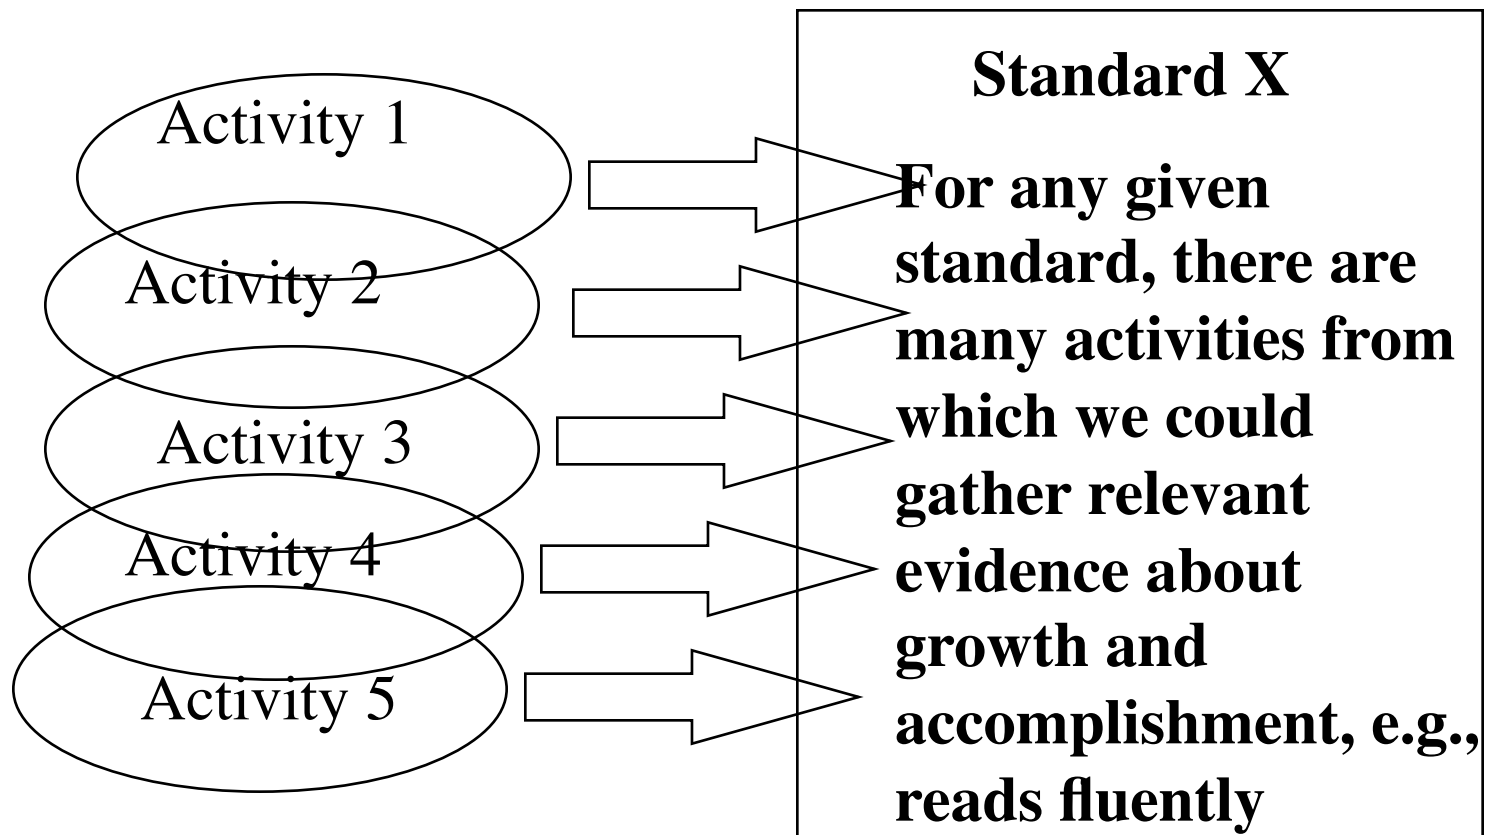 Activity 1
Activity 2
Activity 3
Activity 4
Activity 5
Standard X
For any given
standard, there are
many activities from
which we could
gather relevant
evidence about
growth and
accomplishment, e.g.,
reads fluently